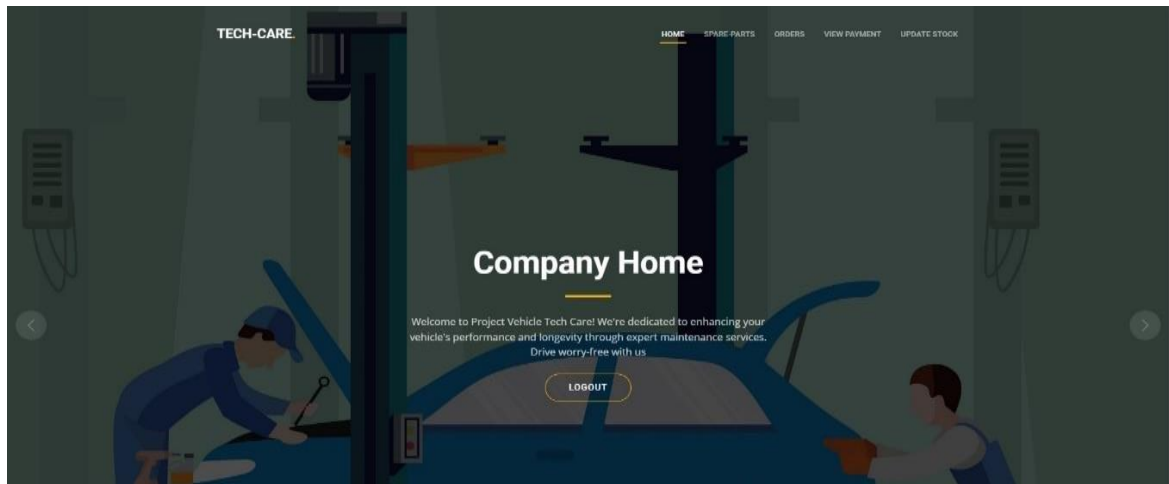 TECH-CARE.
HOME SPARE-PARTS ORDERS VIEW PAYMENT UPDATE STOCK
Company Home
Welcome to Project Vehicle Tech Care! We're dedicated to enhancing your
vehicle's performance and longevity through expert maintenance services.
Drive worry-free with us
LOGOUT